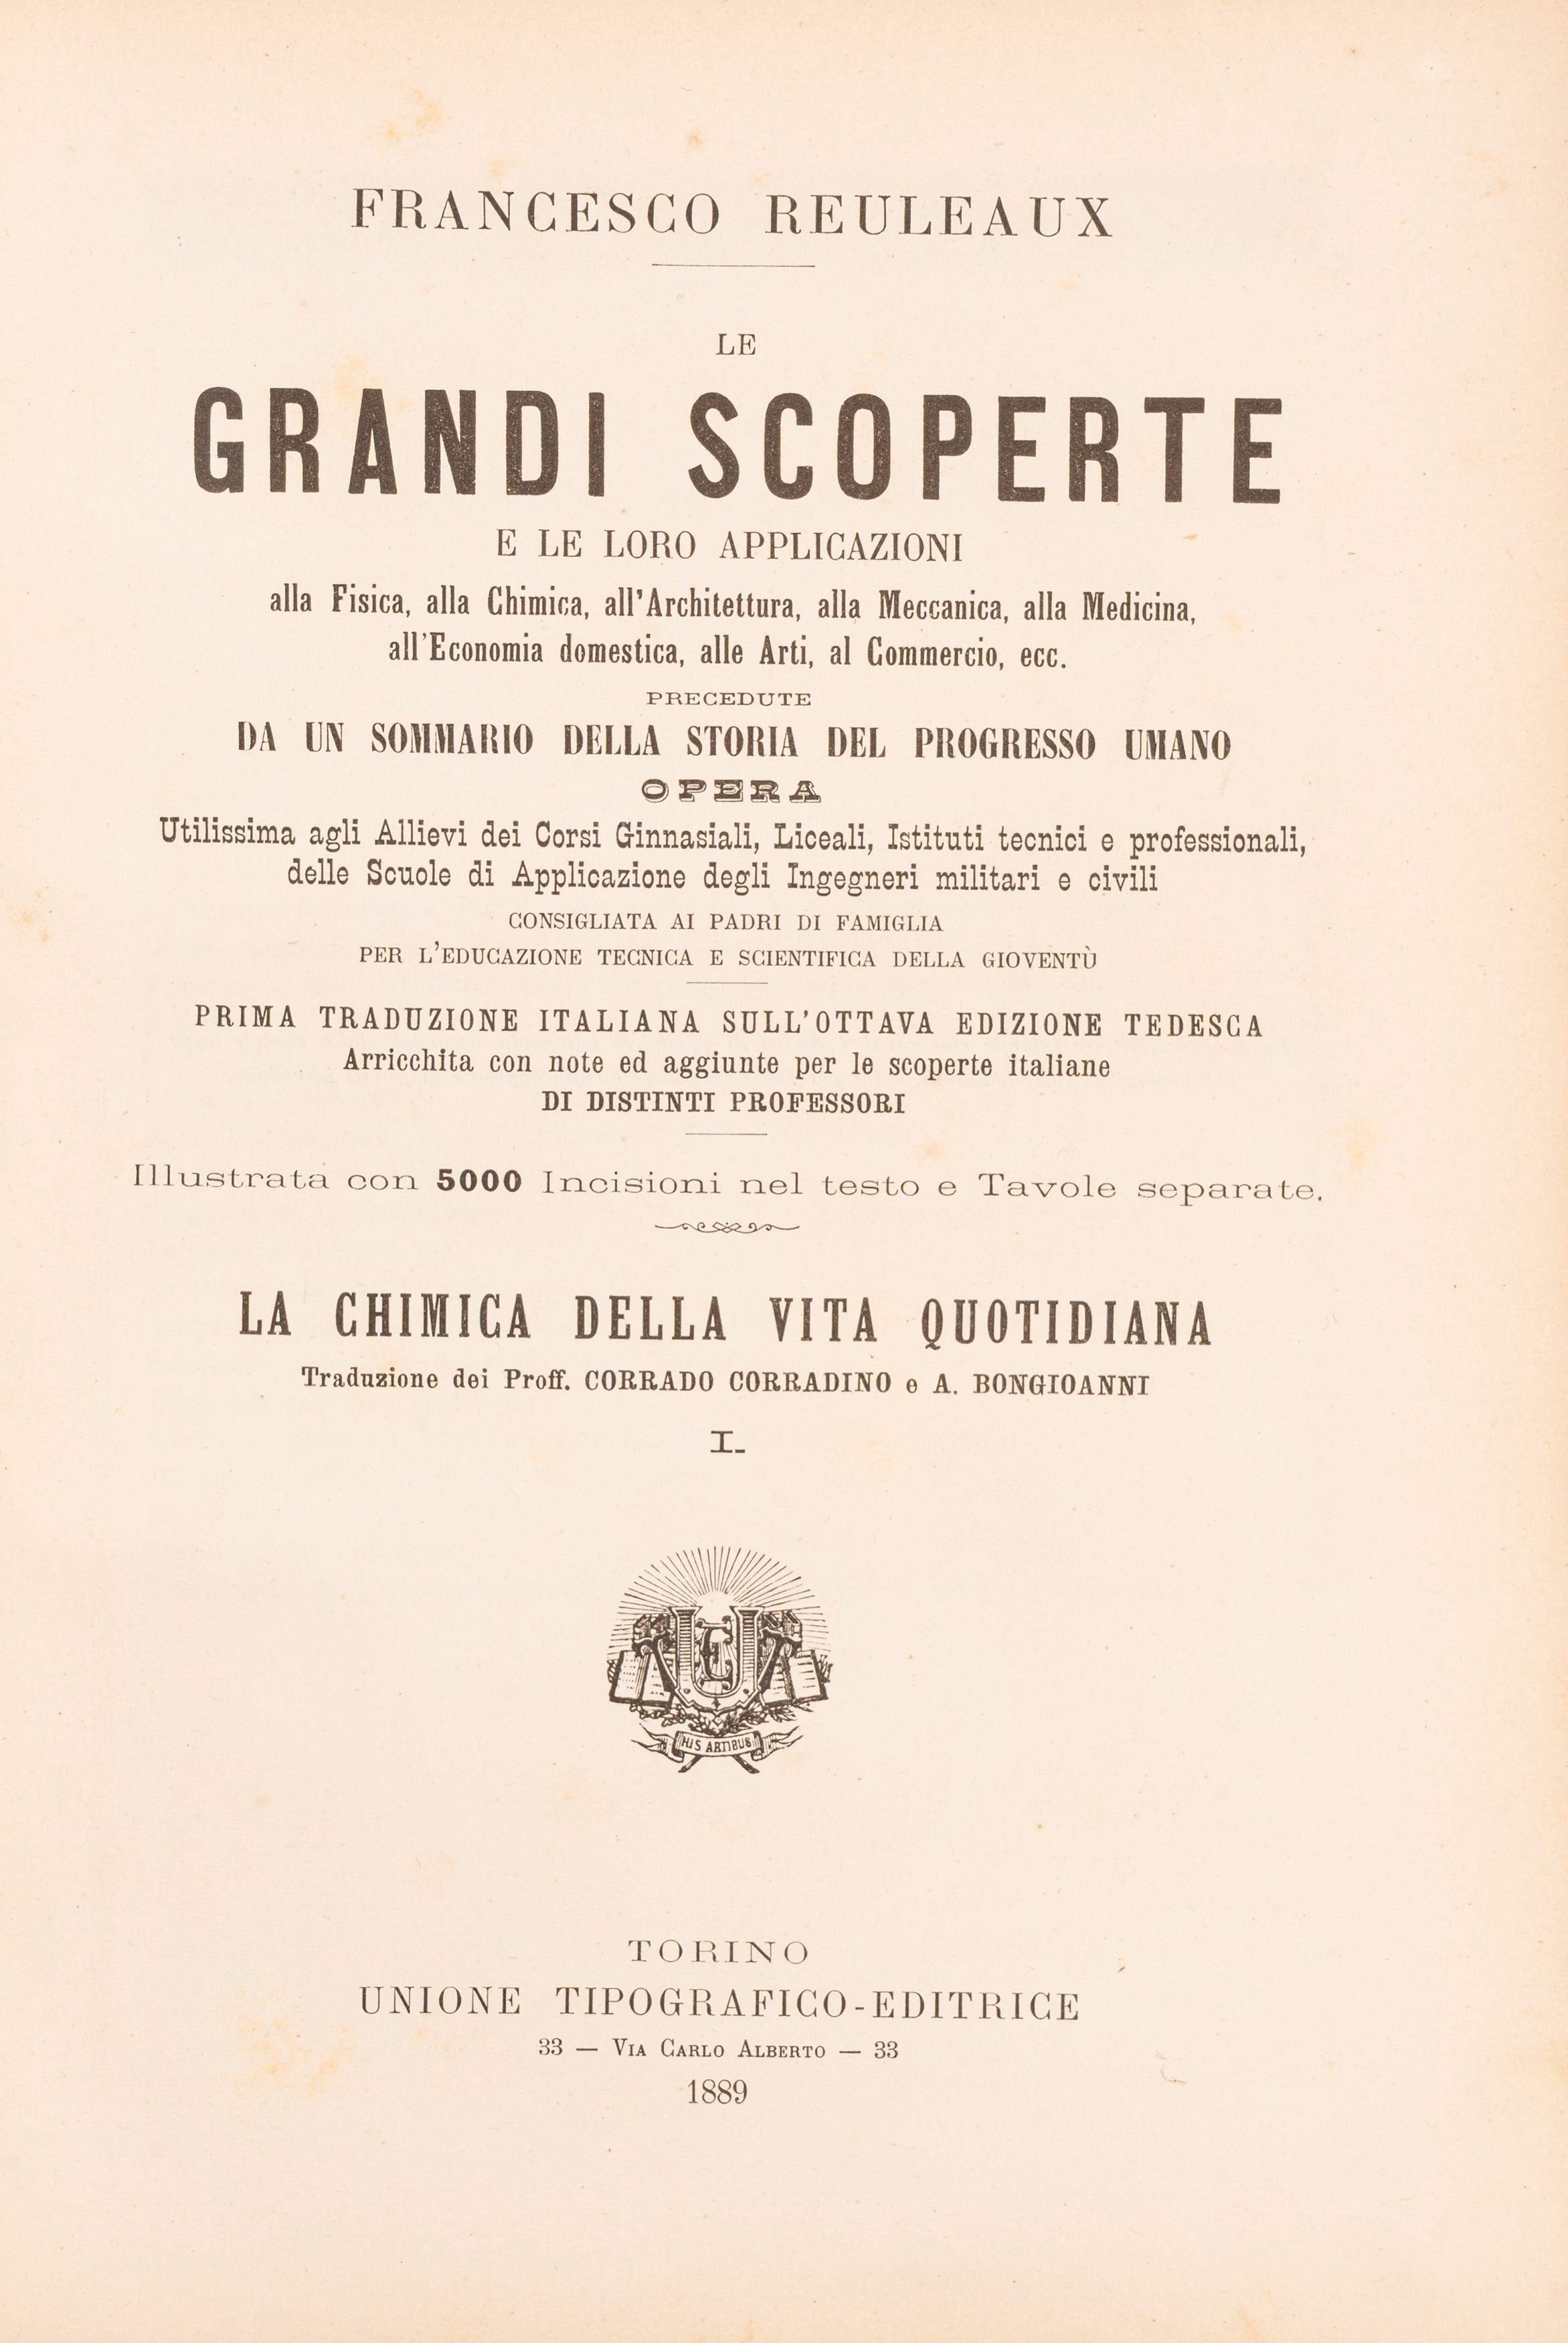 FRANCESCO REULEAUX
LE
GRANDI SCOPERTE
E LE LORO APPLICAZIONI
alla Fisica, alla Chimica, all'Architettura, alla Meccanica, alla Medicina,
all'Economia domestica, alle Arti, al Commercio, ecc.
PRECEDUTE
DA UN SOMMARIO DELLA STORIA DEL PROGRESSO UMANO
OPERA
Utilissima agli Allievi dei Corsi Ginnasiali, Liceali, Istituti tecnici e professionali,
delle Scuole di Applicazione degli Ingegneri militari e civili
CONSIGLIATA AI PADRI DI FAMIGLIA
PER L'EDUCAZIONE TECNICA E SCIENTIFICA DELLA GIOVENTÙ
PRIMA TRADUZIONE ITALIANA SULL'OTTAVA EDIZIONE TEDESCA
Arricchita con note ed aggiunte per le scoperte italiane
DI DISTINTI PROFESSORI
Illustrata con 5000 Incisioni nel testo e Tavole separate.
LA CHIMICA DELLA VITA QUOTIDIANA
Traduzione dei Proff. CORRADO CORRADINO e A. BONGIOANNI
I.
UTE
HIS ARTIBUS
TORINO
UNIONE TIPOGRAFICO-EDITRICE
33 — VIA CARLO ALBERTO — 33
1889